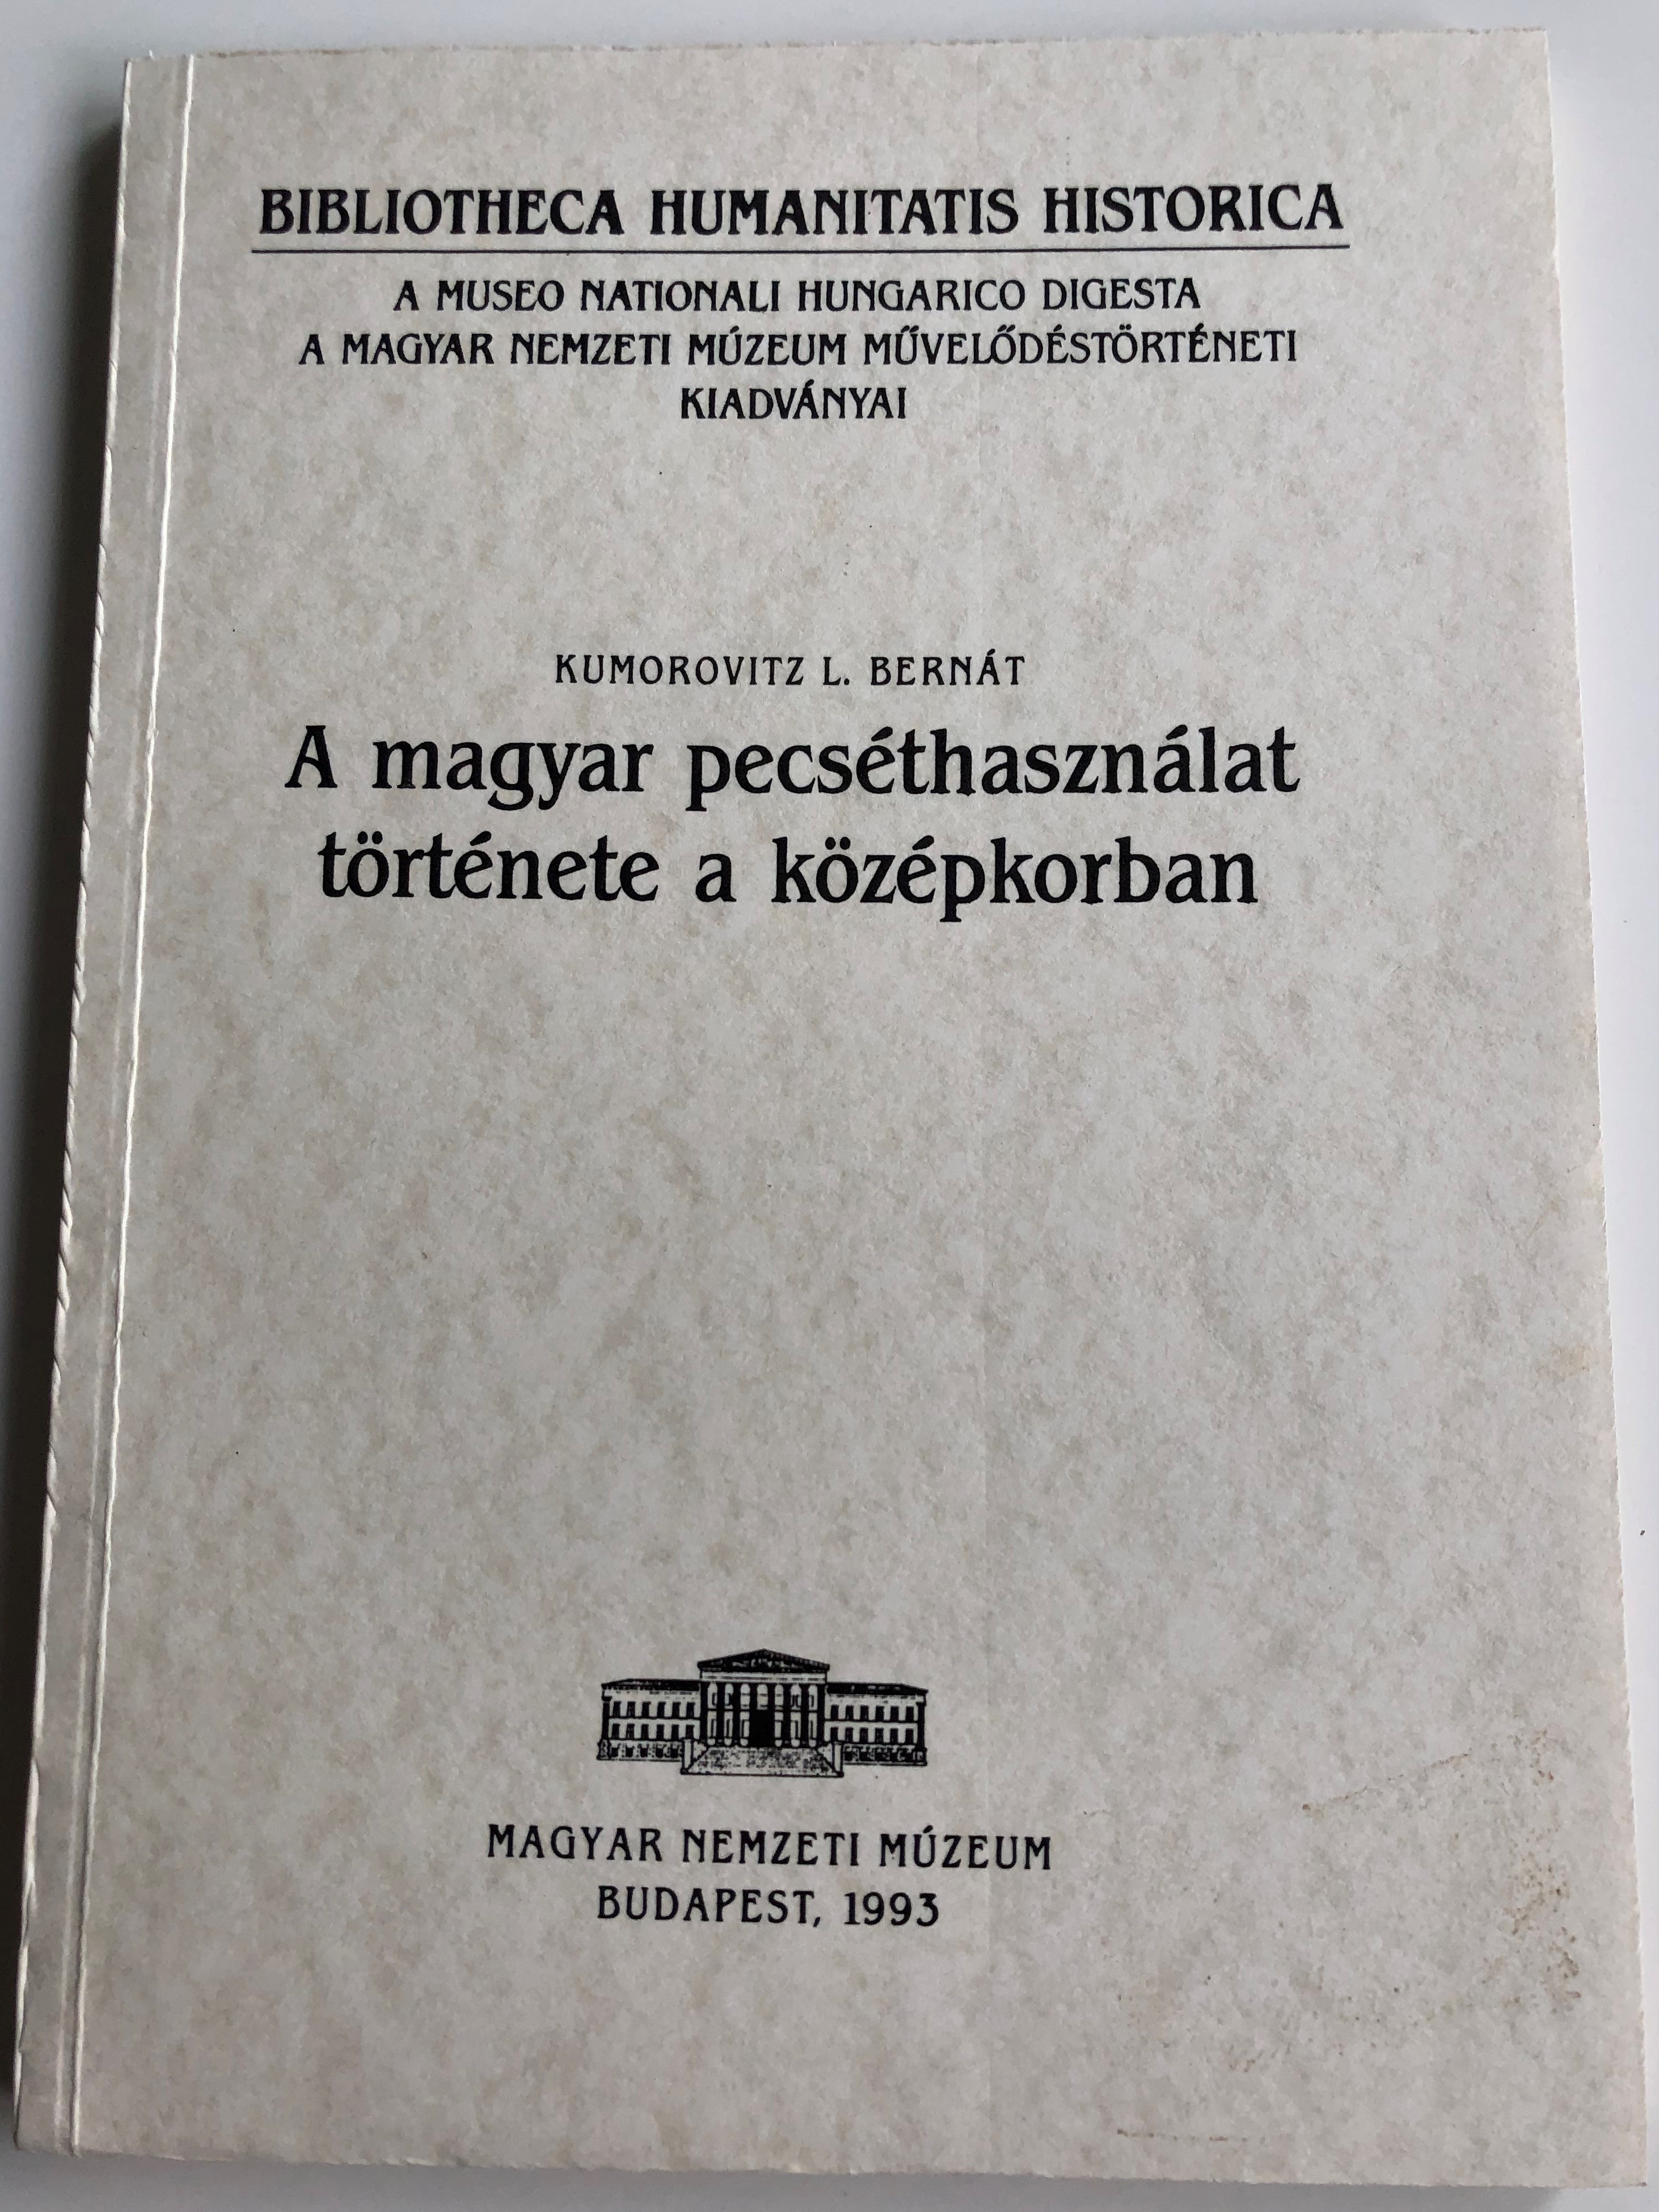 BIBLIOTHECA HUMANITATIS HISTORICA
A MUSEO NATIONALI HUNGARICO DIGESTA
A MAGYAR NEMZETI MÚZEUM MŰVELŐDÉSTÖRTÉNETI
KIADVÁNYAI
KUMOROVITZ L. BERNÁT
A magyar pecséthasználat
története a középkorban
MAGYAR NEMZETI MÚZEUM
BUDAPEST, 1993